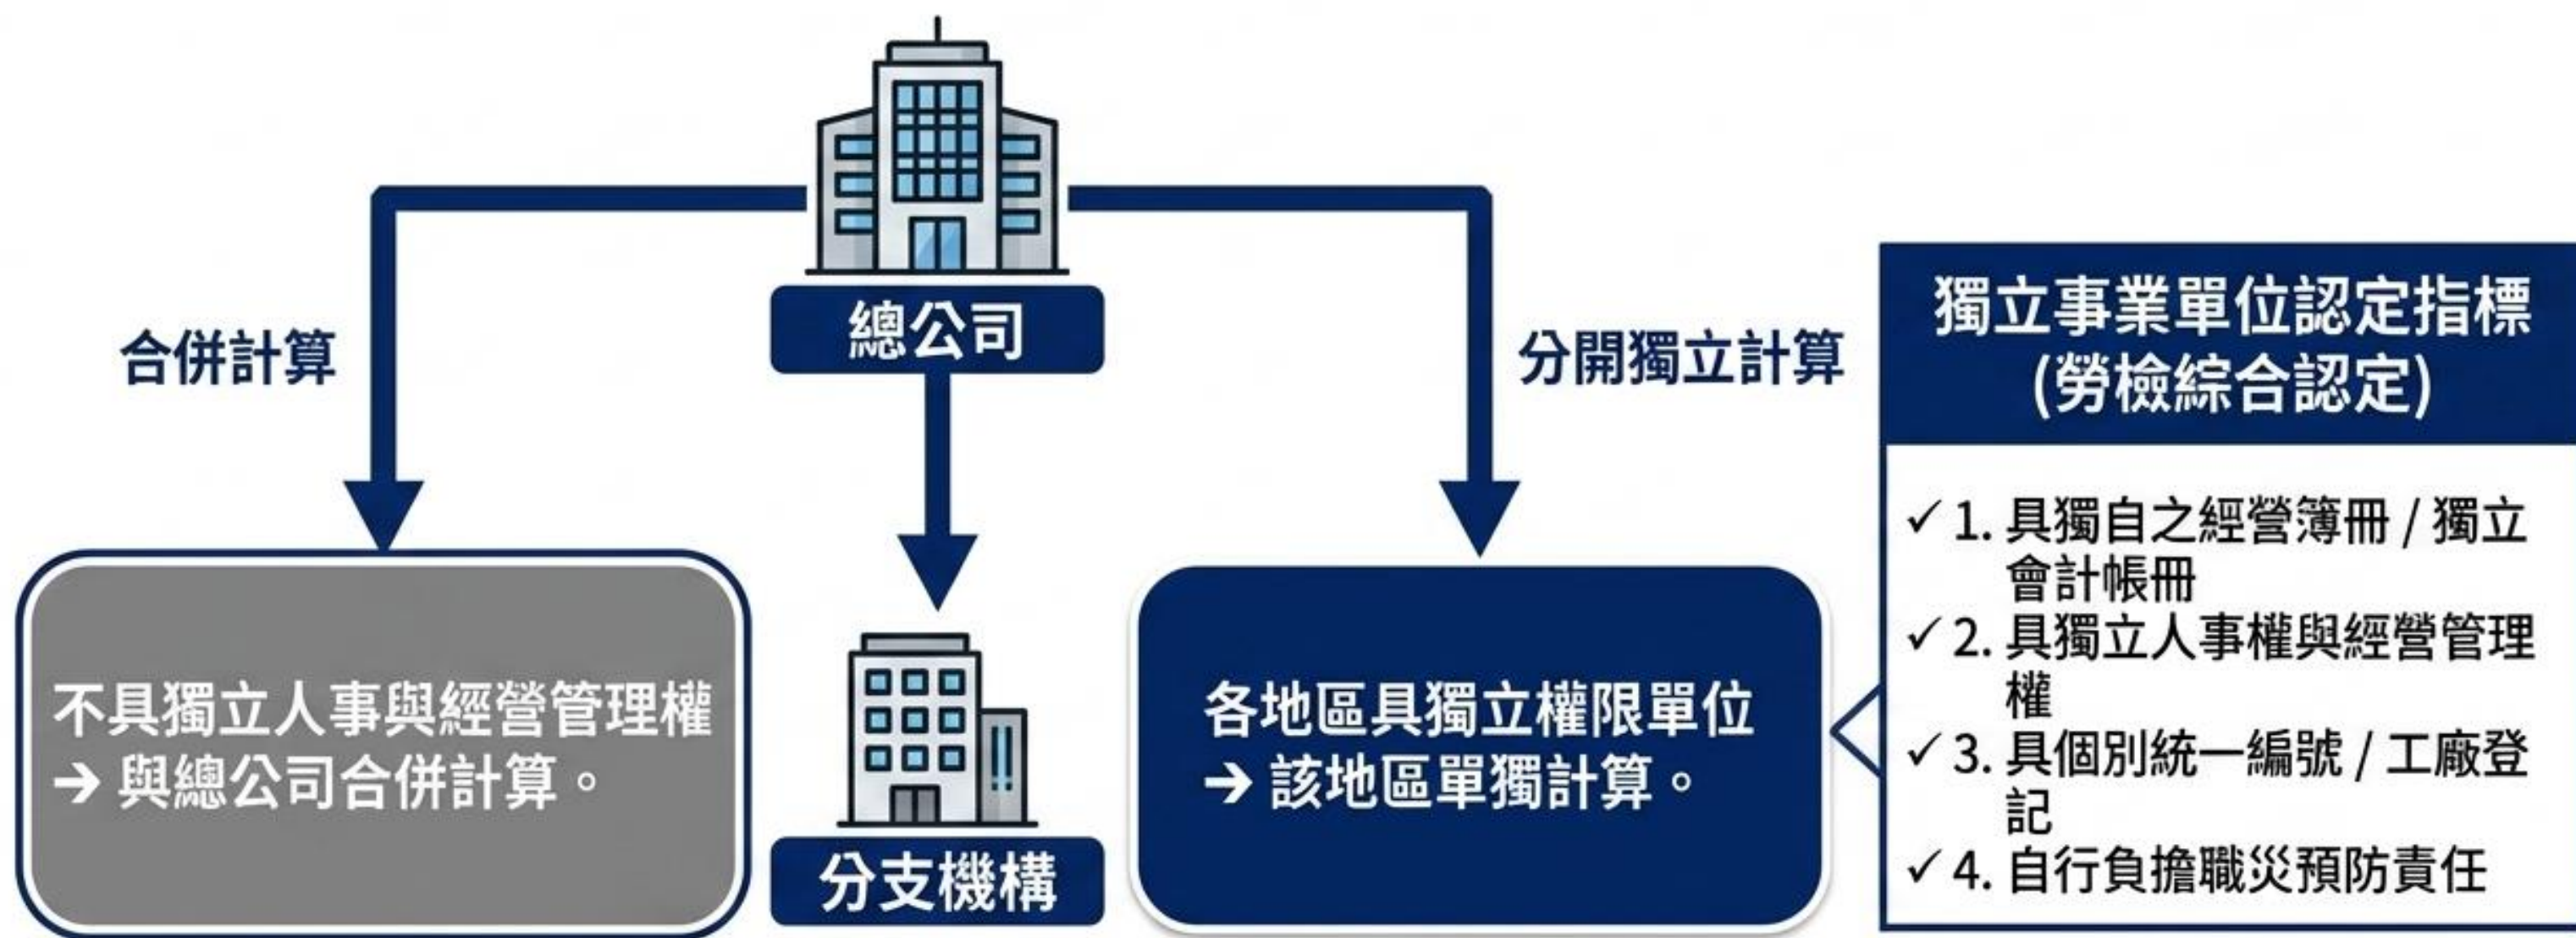 總公司
合併計算
分開獨立計算
不具獨立人事與經營管理權
→ 與總公司合併計算。
分支機構
各地區具獨立權限單位
→ 該地區單獨計算。
獨立事業單位認定指標
(勞檢綜合認定)
✓ 1. 具獨自之經營簿冊 / 獨立
會計帳冊
✓ 2. 具獨立人事權與經營管理
權
✓ 3. 具個別統一編號 / 工廠登
記
✓ 4. 自行負擔職災預防責任